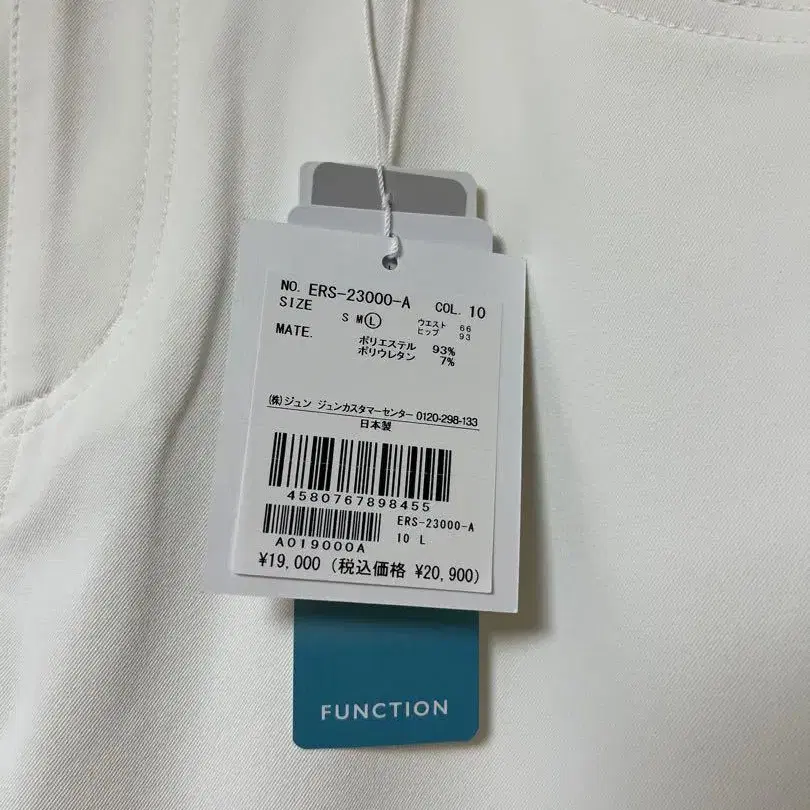 NO. ERS-23000-A COL. 10
SIZE S M L ウエスト 66
ヒップ 93
MATE. ポリエステル 93%
ポリウレタン 7%
(株)ジュン ジュンカスタマーセンター 0120-298-133
日本製
4580767898455
ERS-23000-A
A019000A 10 L
¥19,000 (税込価格 ¥20,900)
FUNCTION